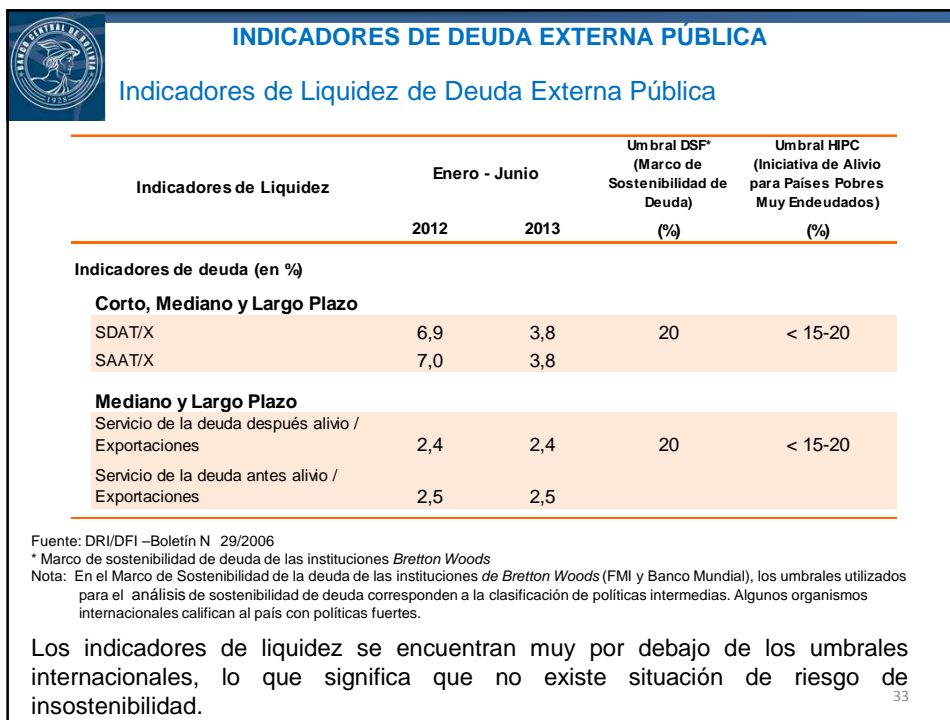 INDICADORES DE DEUDA EXTERNA PÚBLICA
BANCO CENTRAL DE BOLIVIA
1928
Indicadores de Liquidez de Deuda Externa Pública
Indicadores de Liquidez
Enero - Junio
Umbral DSF*
(Marco de
Sostenibilidad de
Deuda)
Umbral HIPC
(Iniciativa de Alivio
para Países Pobres
Muy Endeudados)
2012 2013 (%) (%)
Indicadores de deuda (en %)
Corto, Mediano y Largo Plazo
SDAT/X 6,9 3,8 20 < 15-20
SAAT/X 7,0 3,8
Mediano y Largo Plazo
Servicio de la deuda después alivio /
Exportaciones 2,4 2,4 20 < 15-20
Servicio de la deuda antes alivio /
Exportaciones 2,5 2,5
Fuente: DRI/DFI –Boletín N 29/2006
* Marco de sostenibilidad de deuda de las instituciones Bretton Woods
Nota: En el Marco de Sostenibilidad de la deuda de las instituciones de Bretton Woods (FMI y Banco Mundial), los umbrales utilizados
para el análisis de sostenibilidad de deuda corresponden a la clasificación de políticas intermedias. Algunos organismos
internacionales califican al país con políticas fuertes.
Los indicadores de liquidez se encuentran muy por debajo de los umbrales
internacionales, lo que significa que no existe situación de riesgo de
insostenibilidad.
33